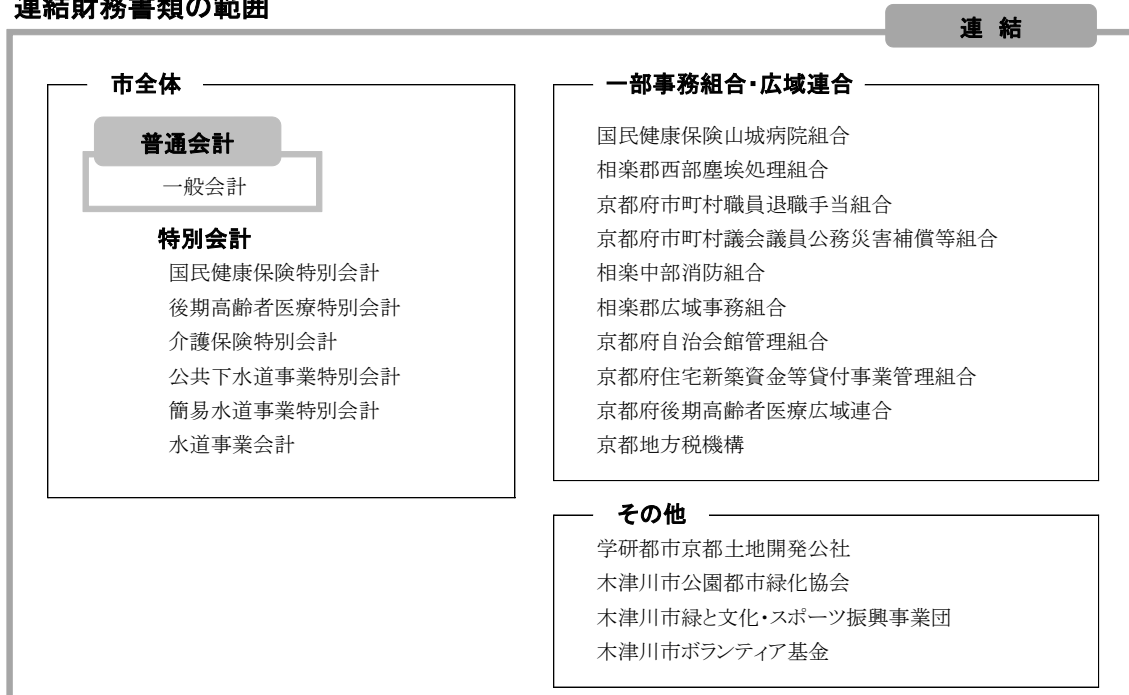 連結財務書類の範囲
連 結
市全体
普通会計
一般会計
特別会計
国民健康保険特別会計
後期高齢者医療特別会計
介護保険特別会計
公共下水道事業特別会計
簡易水道事業特別会計
水道事業会計
一部事務組合・広域連合
国民健康保険山城病院組合
相楽郡西部塵埃処理組合
京都府市町村職員退職手当組合
京都府市町村議会議員公務災害補償等組合
相楽中部消防組合
相楽郡広域事務組合
京都府自治会館管理組合
京都府住宅新築資金等貸付事業管理組合
京都府後期高齢者医療広域連合
京都地方税機構
その他
学研都市京都土地開発公社
木津川市公園都市緑化協会
木津川市緑と文化・スポーツ振興事業団
木津川市ボランティア基金